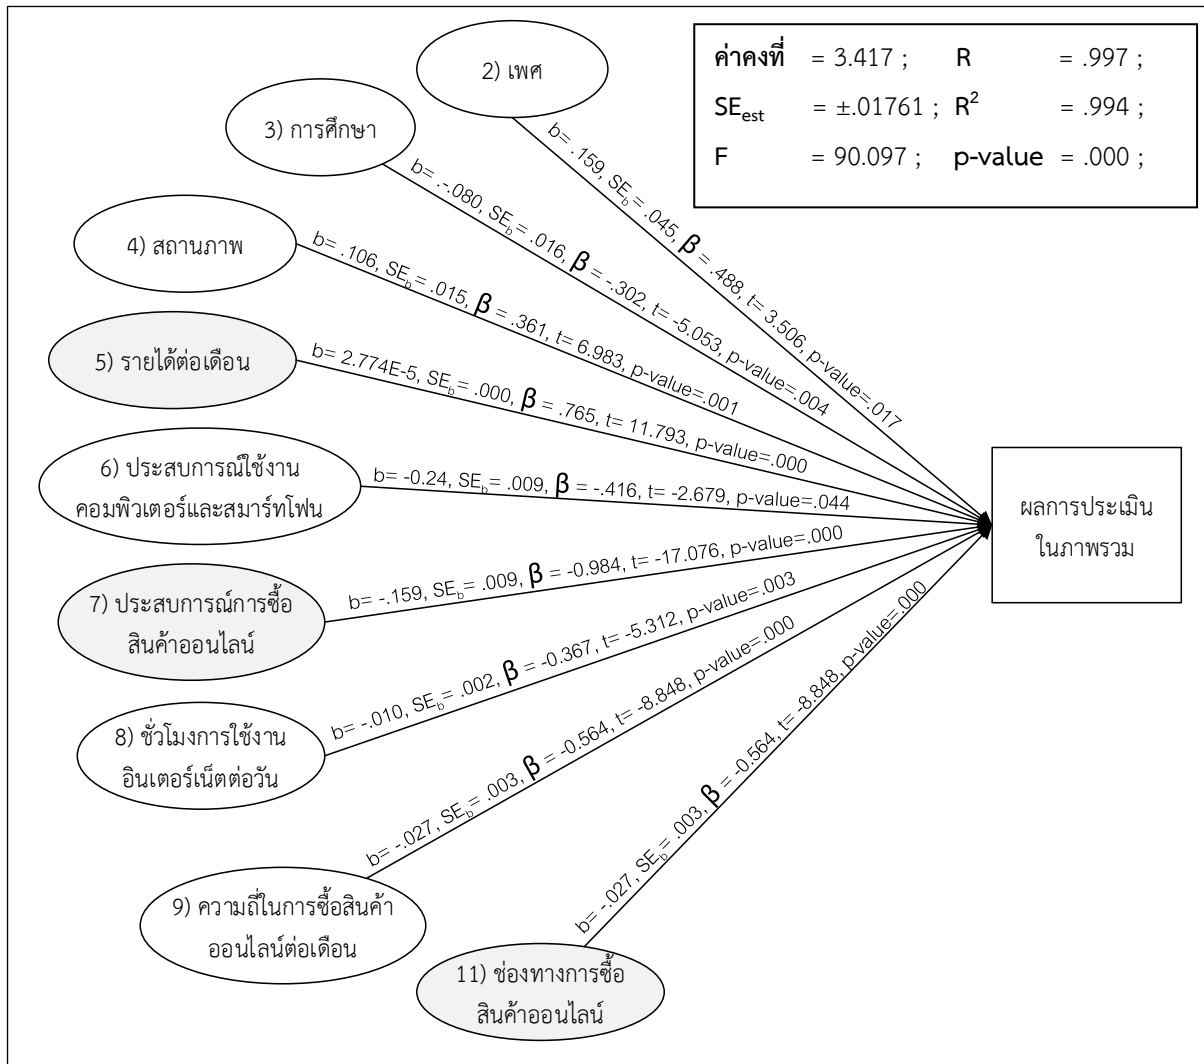 ค่าคงที่ = 3.417 ; R = .997 ;
SEest = ±.01761 ; R2 = .994 ;
F = 90.097 ; p-value = .000 ;
2) เพศ
b= .159, SEb= .045, β = .488, t= 3.506, p-value=.017
3) การศึกษา
b= .-.080, SEb= .016, β = -.302, t= -5.053, p-value=.004
4) สถานภาพ
b= .106, SEb= .015, β = .361, t= 6.983, p-value=.001
5) รายได้ต่อเดือน
b= 2.774E-5, SEb= .000, β = .765, t= 11.793, p-value=.000
6) ประสบการณ์ใช้งาน
คอมพิวเตอร์และสมาร์ทโฟน
b= -0.24, SEb= .009, β = -.416, t= -2.679, p-value=.044
7) ประสบการณ์การซื้อ
สินค้าออนไลน์
b= -.159, SEb= .009, β = -0.984, t= -17.076, p-value=.000
8) ชั่วโมงการใช้งาน
อินเตอร์เน็ตต่อวัน
b= -.010, SEb= .002, β = -0.367, t= -5.312, p-value=.003
9) ความถี่ในการซื้อสินค้า
ออนไลน์ต่อเดือน
b= -.027, SEb= .003, β = -0.564, t= -8.848, p-value=.000
11) ช่องทางการซื้อ
สินค้าออนไลน์
b= -.027, SEb= .003, β = -0.564, t= -8.848, p-value=.000
ผลการประเมิน
ในภาพรวม